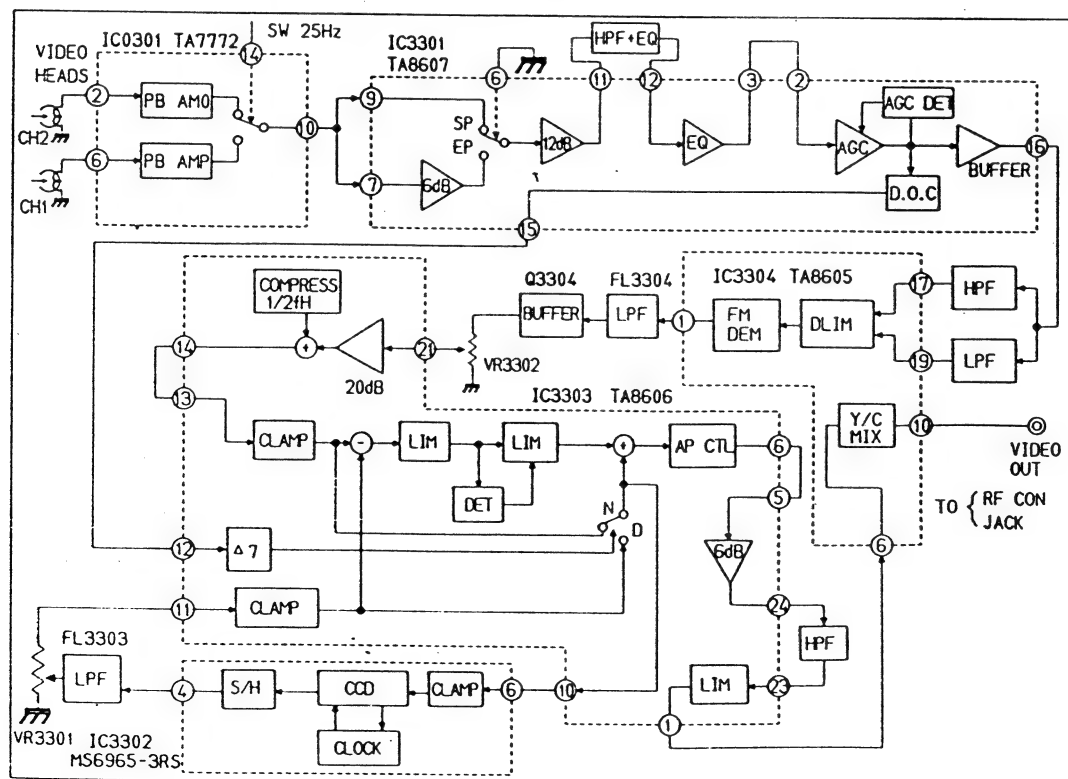 SW 25Hz
VIDEO HEADS
IC0301 TA7772
14
2
PB AMO
CH2
6
PB AMP
CH1
10
IC3301
TA8607
6
HPF+EQ
11
12
3
2
9
SP
EP
12dB
7
6dB
EQ
AGC DET
AGC
BUFFER
16
D.O.C
15
COMPRESS
1/2fH
14
+
20dB
21
VR3302
Q3304
BUFFER
FL3304
LPF
1
IC3304 TA8605
FM
DEM
DLIM
17
HPF
19
LPF
13
IC3303 TA8606
CLAMP
-
LIM
LIM
+
AP CTL
6
DET
N
D
5
Y/C
MIX
10
VIDEO
OUT
TO { RF CON
JACK
12
Δ 7
6dB
6
11
CLAMP
24
HPF
FL3303
LPF
4
S/H
CCD
CLAMP
6
10
LIM
23
1
CLOCK
VR3301
IC3302
MS6965-3RS